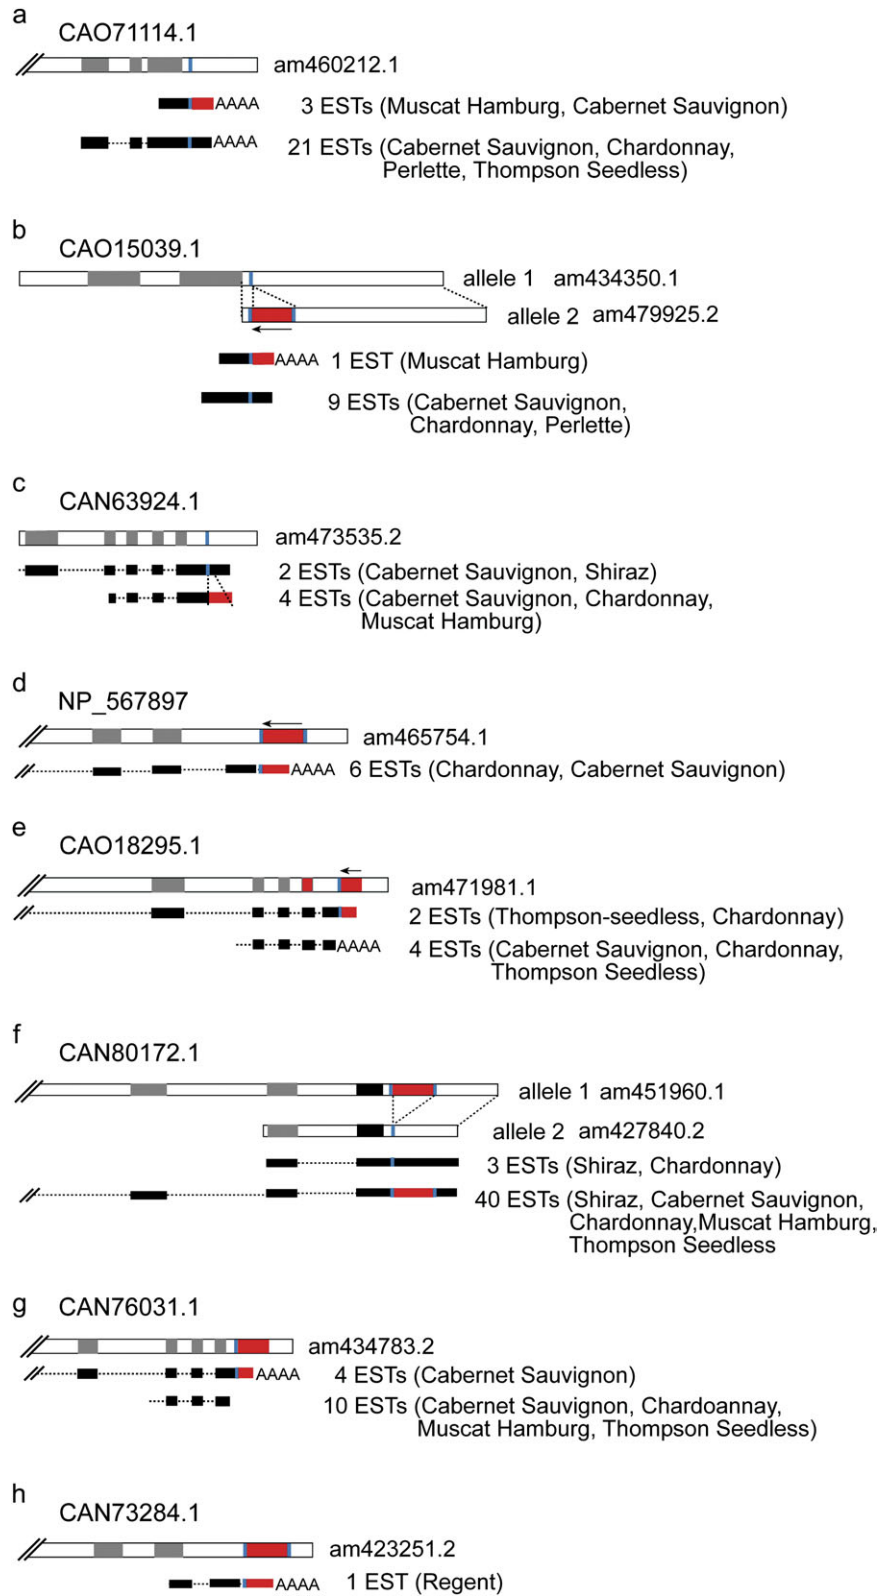 a
CAO71114.1
am460212.1
AAAA 3 ESTs (Muscat Hamburg, Cabernet Sauvignon)
AAAA 21 ESTs (Cabernet Sauvignon, Chardonnay,
Perlette, Thompson Seedless)
b
CAO15039.1
allele 1 am434350.1
allele 2 am479925.2
AAAA 1 EST (Muscat Hamburg)
9 ESTs (Cabernet Sauvignon,
Chardonnay, Perlette)
c
CAN63924.1
am473535.2
2 ESTs (Cabernet Sauvignon, Shiraz)
4 ESTs (Cabernet Sauvignon, Chardonnay,
Muscat Hamburg)
d
NP_567897
am465754.1
AAAA 6 ESTs (Chardonnay, Cabernet Sauvignon)
e
CAO18295.1
am471981.1
2 ESTs (Thompson-seedless, Chardonnay)
AAAA 4 ESTs (Cabernet Sauvignon, Chardonnay,
Thompson Seedless)
f
CAN80172.1
allele 1 am451960.1
allele 2 am427840.2
3 ESTs (Shiraz, Chardonnay)
40 ESTs (Shiraz, Cabernet Sauvignon,
Chardonnay,Muscat Hamburg,
Thompson Seedless
g
CAN76031.1
am434783.2
AAAA 4 ESTs (Cabernet Sauvignon)
10 ESTs (Cabernet Sauvignon, Chardoannay,
Muscat Hamburg, Thompson Seedless)
h
CAN73284.1
am423251.2
AAAA 1 EST (Regent)